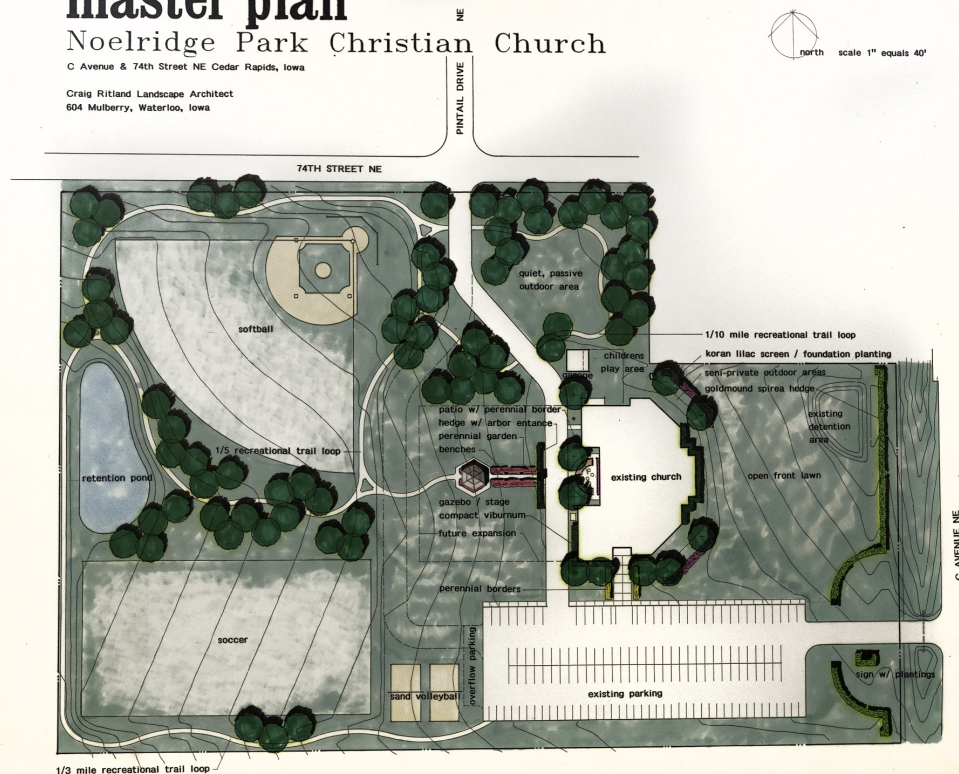 master plan
Noelridge Park Christian Church
C Avenue & 74th Street NE Cedar Rapids, Iowa
Craig Ritland Landscape Architect
604 Mulberry, Waterloo, Iowa
north scale 1" equals 40'
PINTAIL DRIVE NE
74TH STREET NE
quiet, passive
outdoor area
softball
1/10 mile recreational trail loop
koran lilac screen / foundation planting
childrens
play area
garage
seni-private outdoor areas
goldmound spirea hedge
patio w/ perennial border
hedge w/ arbor entance
perennial garden
benches
existing
detention
area
1/5 recreational trail loop
retention pond
existing church
open front lawn
gazebo / stage
compact viburnum
future expansion
C AVENUE NE
perennial borders
soccer
overflow parking
sand volleyball
existing parking
sign w/ plantings
1/3 mile recreational trail loop